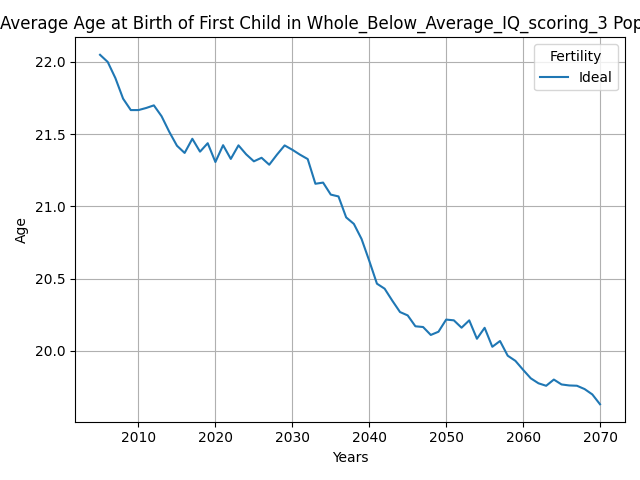 Average Age at Birth of First Child in Whole_Below_Average_IQ_scoring_3 Pop
Fertility
Ideal
22.0
21.5
21.0
20.5
20.0
Age
2010 2020 2030 2040 2050 2060 2070
Years